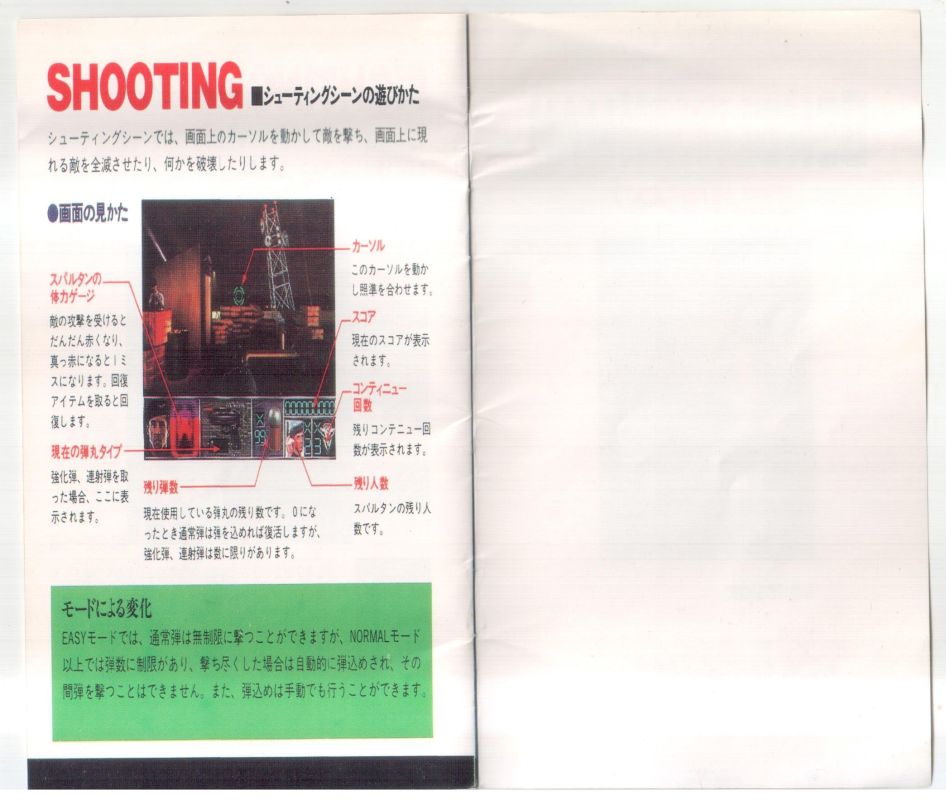 SHOOTING ■シューティングシーンの遊びかた
シューティングシーンでは、画面上のカーソルを動かして敵を撃ち、画面上に現
れる敵を全滅させたり、何かを破壊したりします。
●画面の見かた
スパルタンの
体力ゲージ
敵の攻撃を受けると
だんだん赤くなり、
真っ赤になると1ミ
スになります。回復
アイテムを取ると回
復します。
現在の弾丸タイプ
強化弾、連射弾を取
った場合、ここに表
示されます。
カーソル
このカーソルを動か
し照準を合わせます。
スコア
現在のスコアが表示
されます。
コンティニュー
回数
残りコンテニュー回
数が表示されます。
残り人数
スパルタンの残り人
数です。
残り弾数
現在使用している弾丸の残り数です。0にな
ったとき通常弾は弾を込めれば復活しますが、
強化弾、連射弾は数に限りがあります。
モードによる変化
EASYモードでは、通常弾は無制限に撃つことができますが、NORMALモード
以上では弾数に制限があり、撃ち尽くした場合は自動的に弾込めされ、その
間弾を撃つことはできません。また、弾込めは手動でも行うことができます。